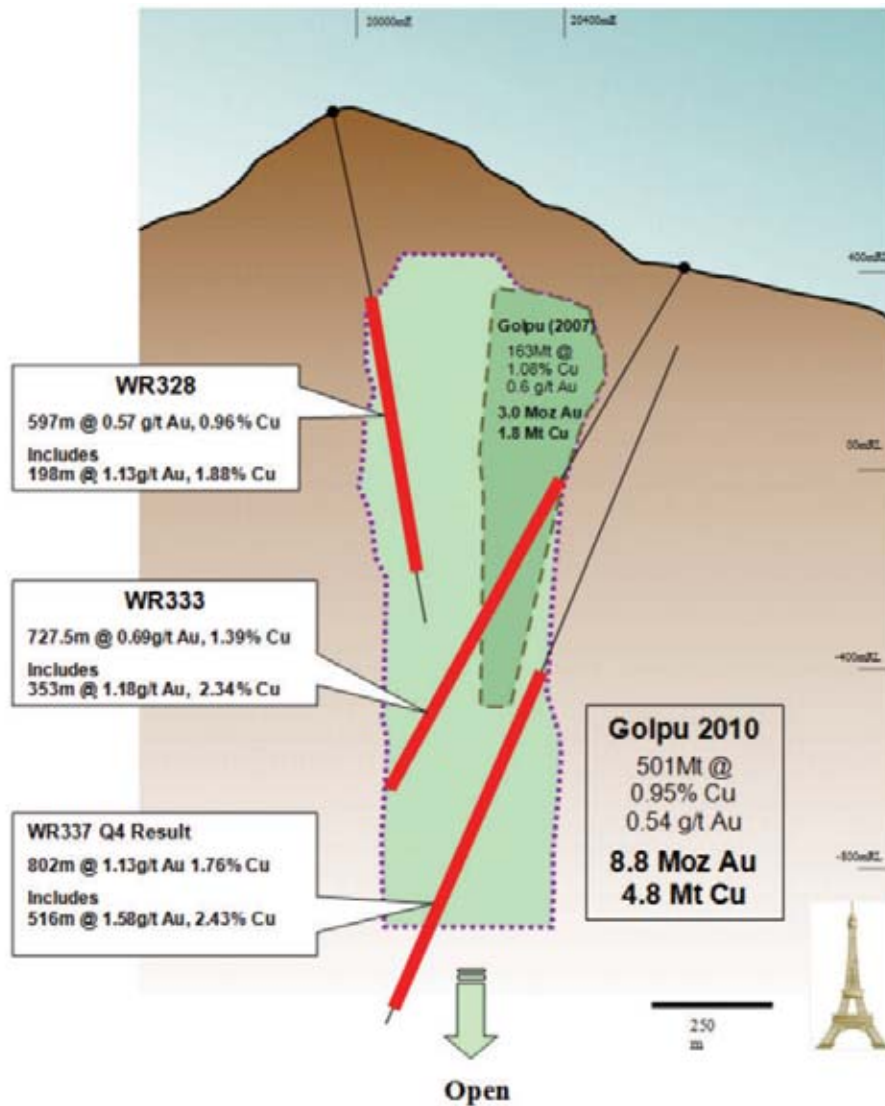 20000mE
20400mE
400mRL
Golpu (2007)
163Mt @
1.08% Cu
0.6 g/t Au
3.0 Moz Au
1.8 Mt Cu
WR328
597m @ 0.57 g/t Au, 0.96% Cu
Includes
198m @ 1.13g/t Au, 1.88% Cu
WR333
727.5m @ 0.69g/t Au, 1.39% Cu
Includes
353m @ 1.18g/t Au, 2.34% Cu
-400mRL
Golpu 2010
501Mt @
0.95% Cu
0.54 g/t Au
8.8 Moz Au
4.8 Mt Cu
WR337 Q4 Result
802m @ 1.13g/t Au 1.76% Cu
Includes
516m @ 1.58g/t Au, 2.43% Cu
-800mRL
250
m
Open